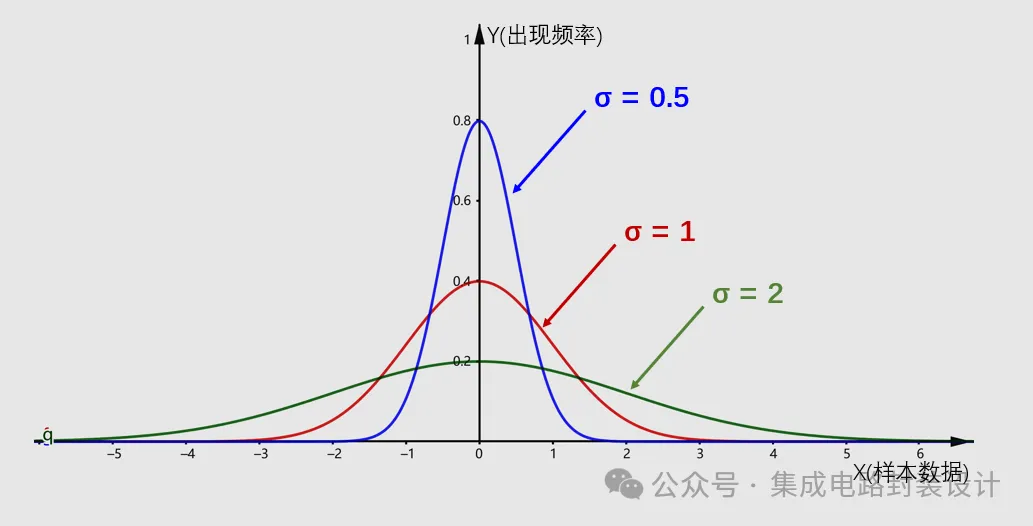 1
Y(出现频率)
σ = 0.5
0.8
0.6
σ = 1
0.4
σ = 2
0.2
g
-5 -4 -3 -2 -1 0 1 2 3 4 5 6
X(样本数据)
公众号 · 集成电路封装设计